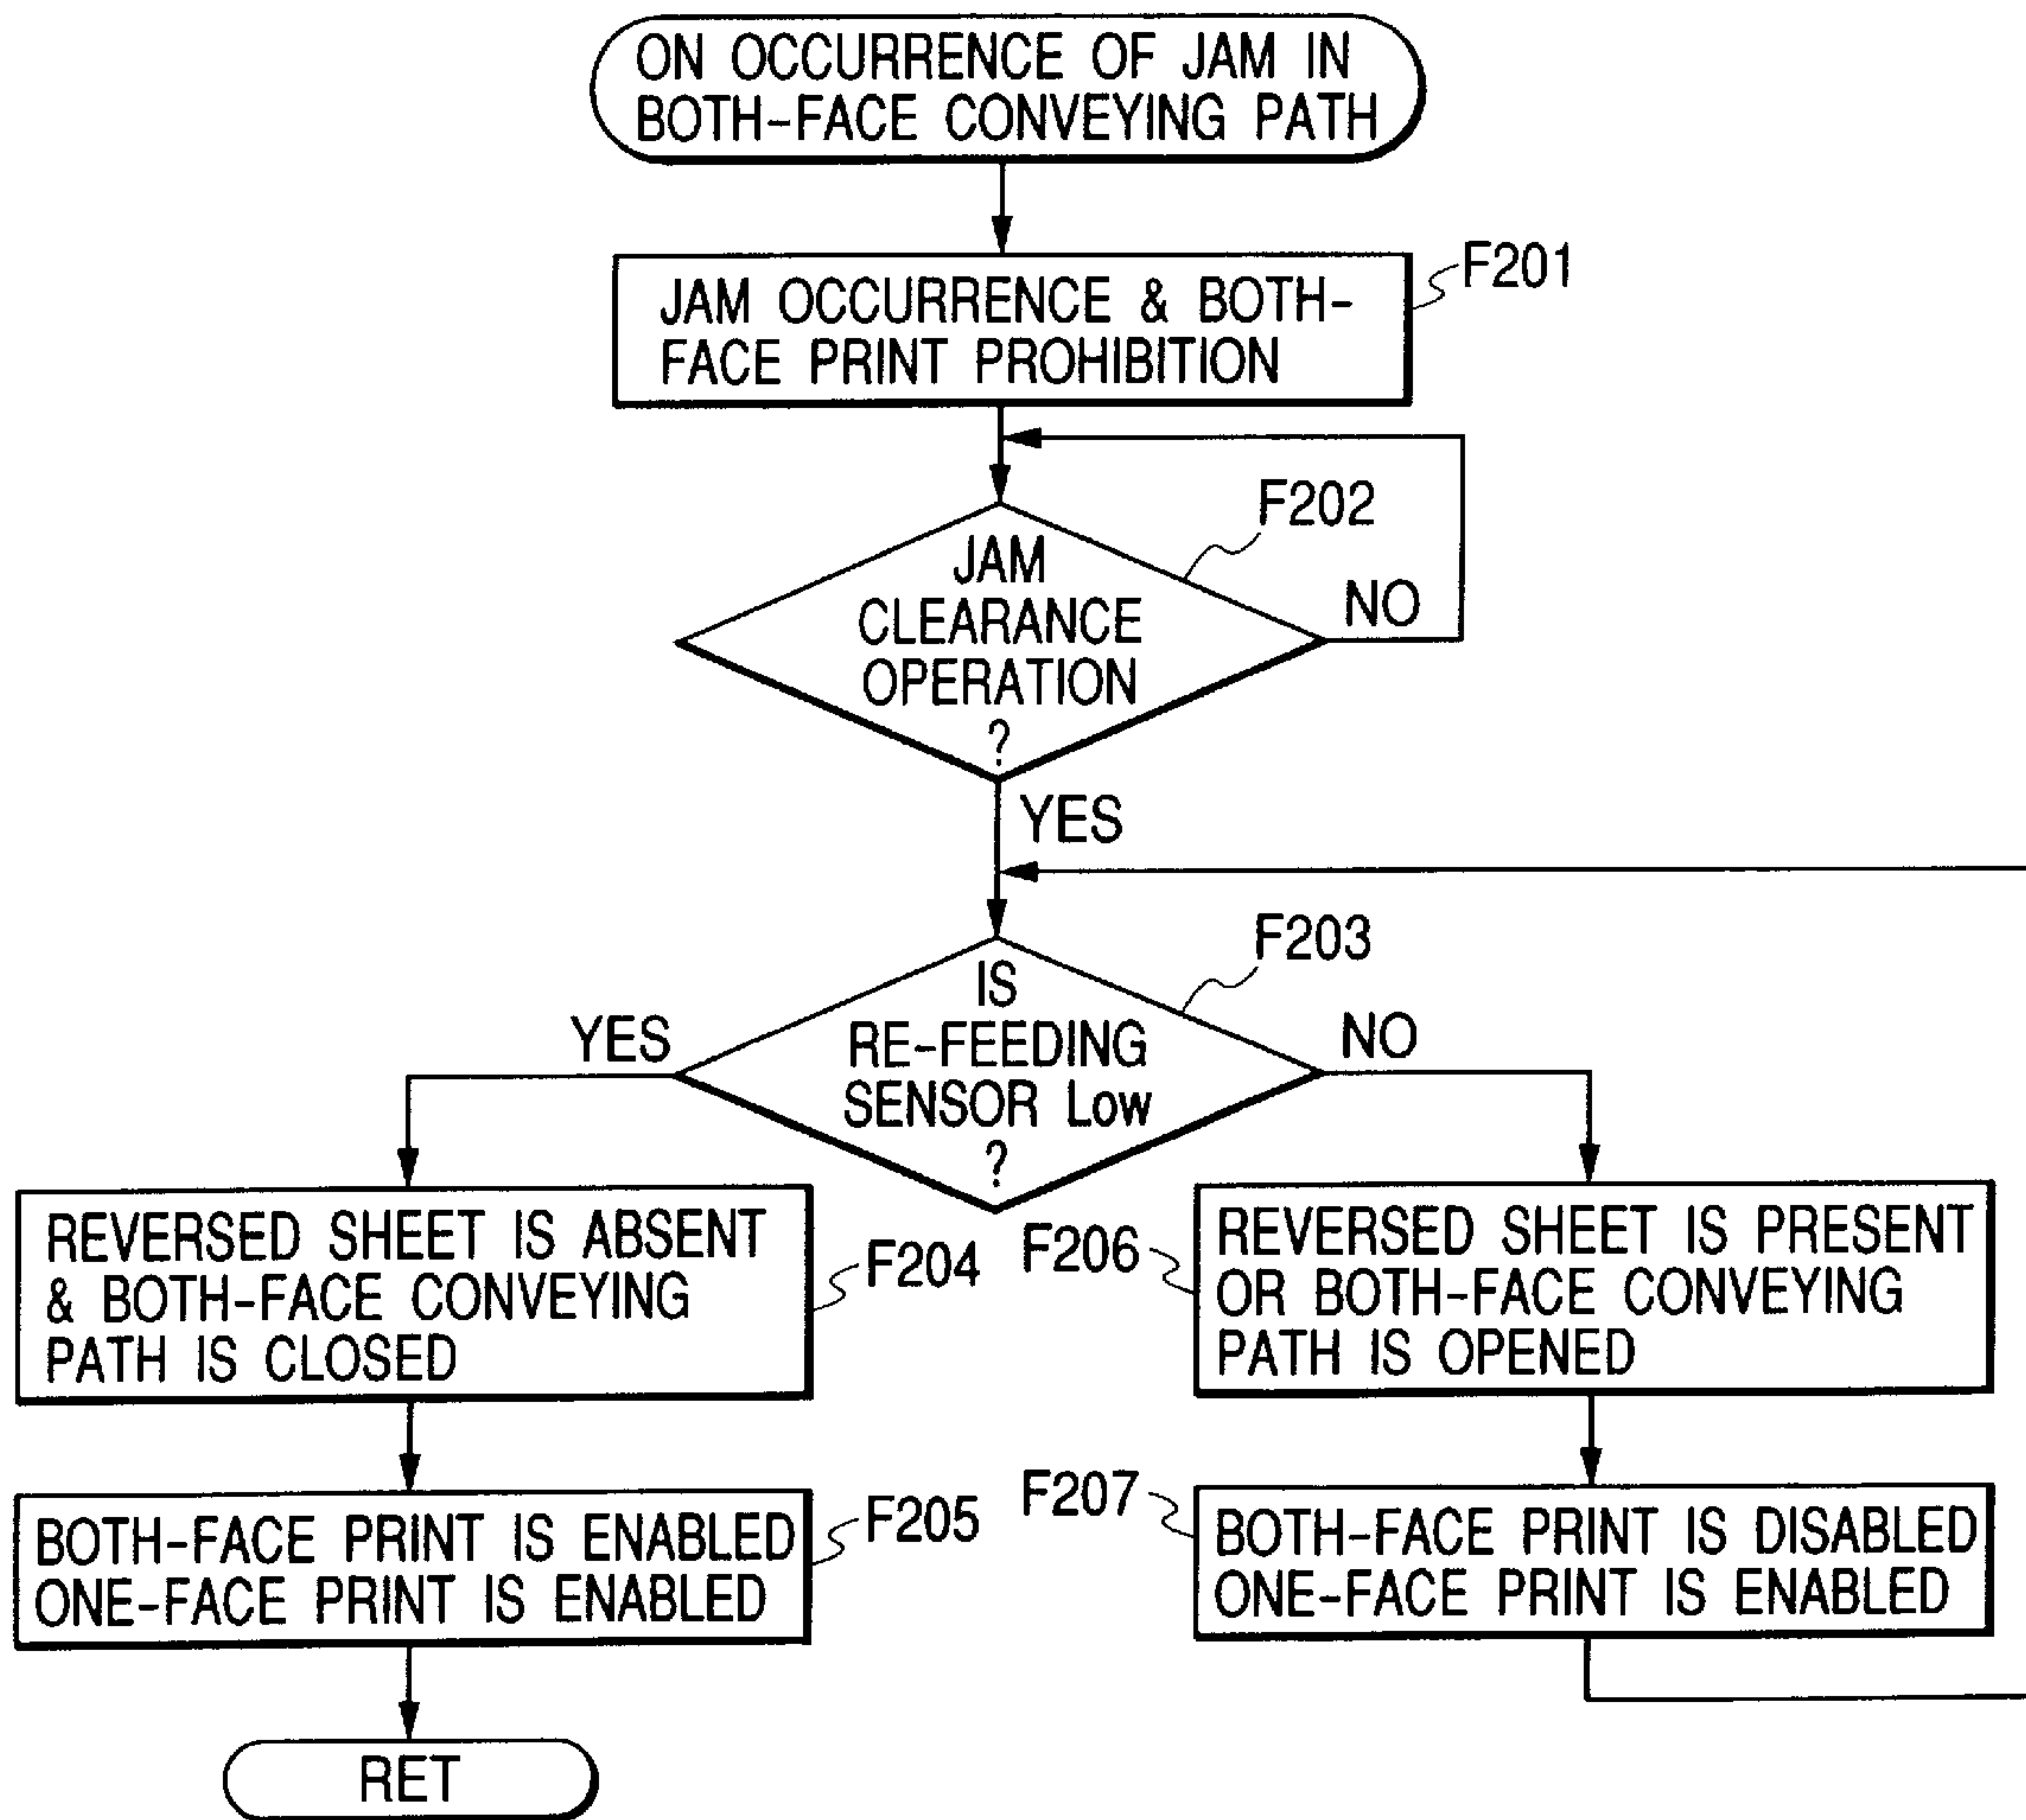 ON OCCURRENCE OF JAM IN
BOTH-FACE CONVEYING PATH
F201
JAM OCCURRENCE & BOTH-
FACE PRINT PROHIBITION
F202
JAM
CLEARANCE
OPERATION
?
NO
YES
F203
IS
RE-FEEDING
SENSOR Low
?
YES
NO
REVERSED SHEET IS ABSENT
& BOTH-FACE CONVEYING
PATH IS CLOSED
F204
F206
REVERSED SHEET IS PRESENT
OR BOTH-FACE CONVEYING
PATH IS OPENED
BOTH-FACE PRINT IS ENABLED
ONE-FACE PRINT IS ENABLED
F205
F207
BOTH-FACE PRINT IS DISABLED
ONE-FACE PRINT IS ENABLED
RET